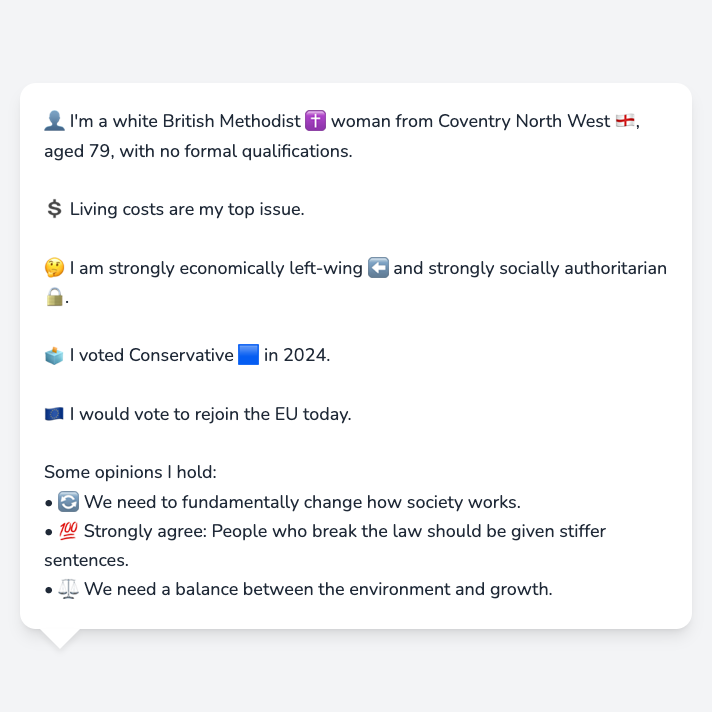 👤 I'm a white British Methodist ✝️ woman from Coventry North West 🏴󠁧󠁢󠁥󠁮󠁧󠁿,
aged 79, with no formal qualifications.
💲 Living costs are my top issue.
🤔 I am strongly economically left-wing ⬅️ and strongly socially authoritarian
🔒.
🗳️ I voted Conservative 🟦 in 2024.
🇪🇺 I would vote to rejoin the EU today.
Some opinions I hold:
• 🔄 We need to fundamentally change how society works.
• 💯 Strongly agree: People who break the law should be given stiffer
sentences.
• ⚖️ We need a balance between the environment and growth.